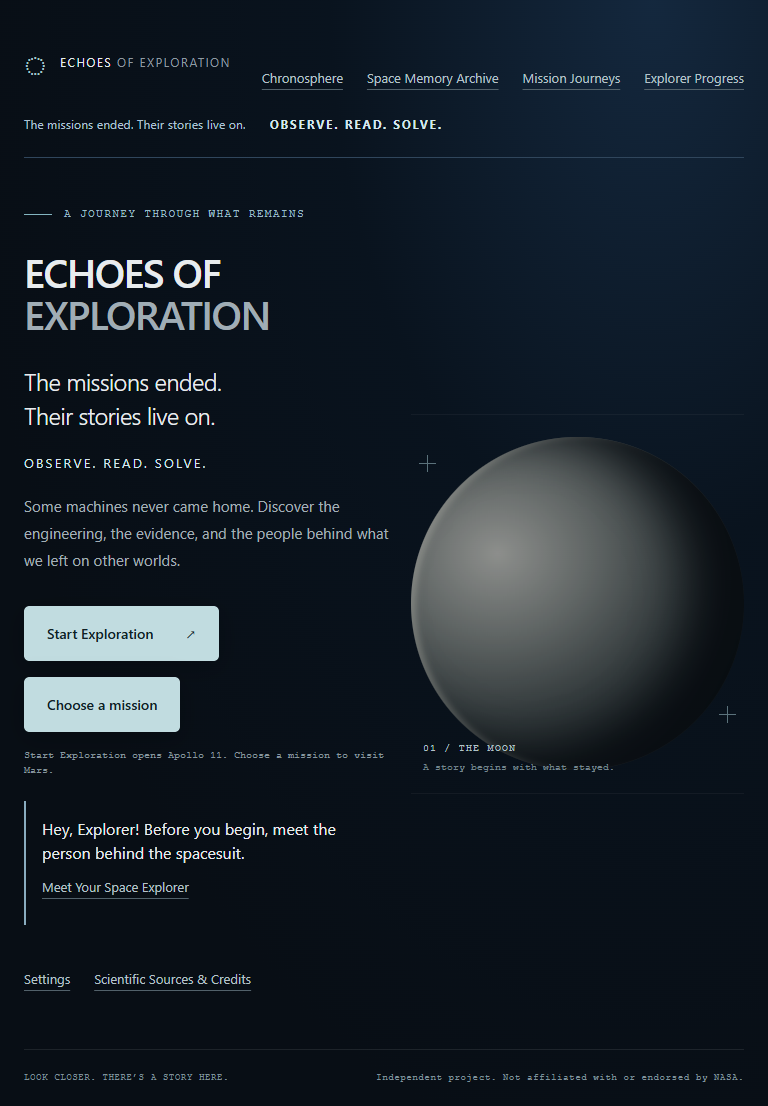 ECHOES OF EXPLORATION
Chronosphere
Space Memory Archive
Mission Journeys
Explorer Progress
The missions ended. Their stories live on.
OBSERVE. READ. SOLVE.
A JOURNEY THROUGH WHAT REMAINS
ECHOES OF
EXPLORATION
The missions ended.
Their stories live on.
OBSERVE. READ. SOLVE.
Some machines never came home. Discover the
engineering, the evidence, and the people behind what
we left on other worlds.
Start Exploration ↗
Choose a mission
Start Exploration opens Apollo 11. Choose a mission to visit
Mars.
Hey, Explorer! Before you begin, meet the
person behind the spacesuit.
Meet Your Space Explorer
01 / THE MOON
A story begins with what stayed.
Settings
Scientific Sources & Credits
LOOK CLOSER. THERE’S A STORY HERE.
Independent project. Not affiliated with or endorsed by NASA.